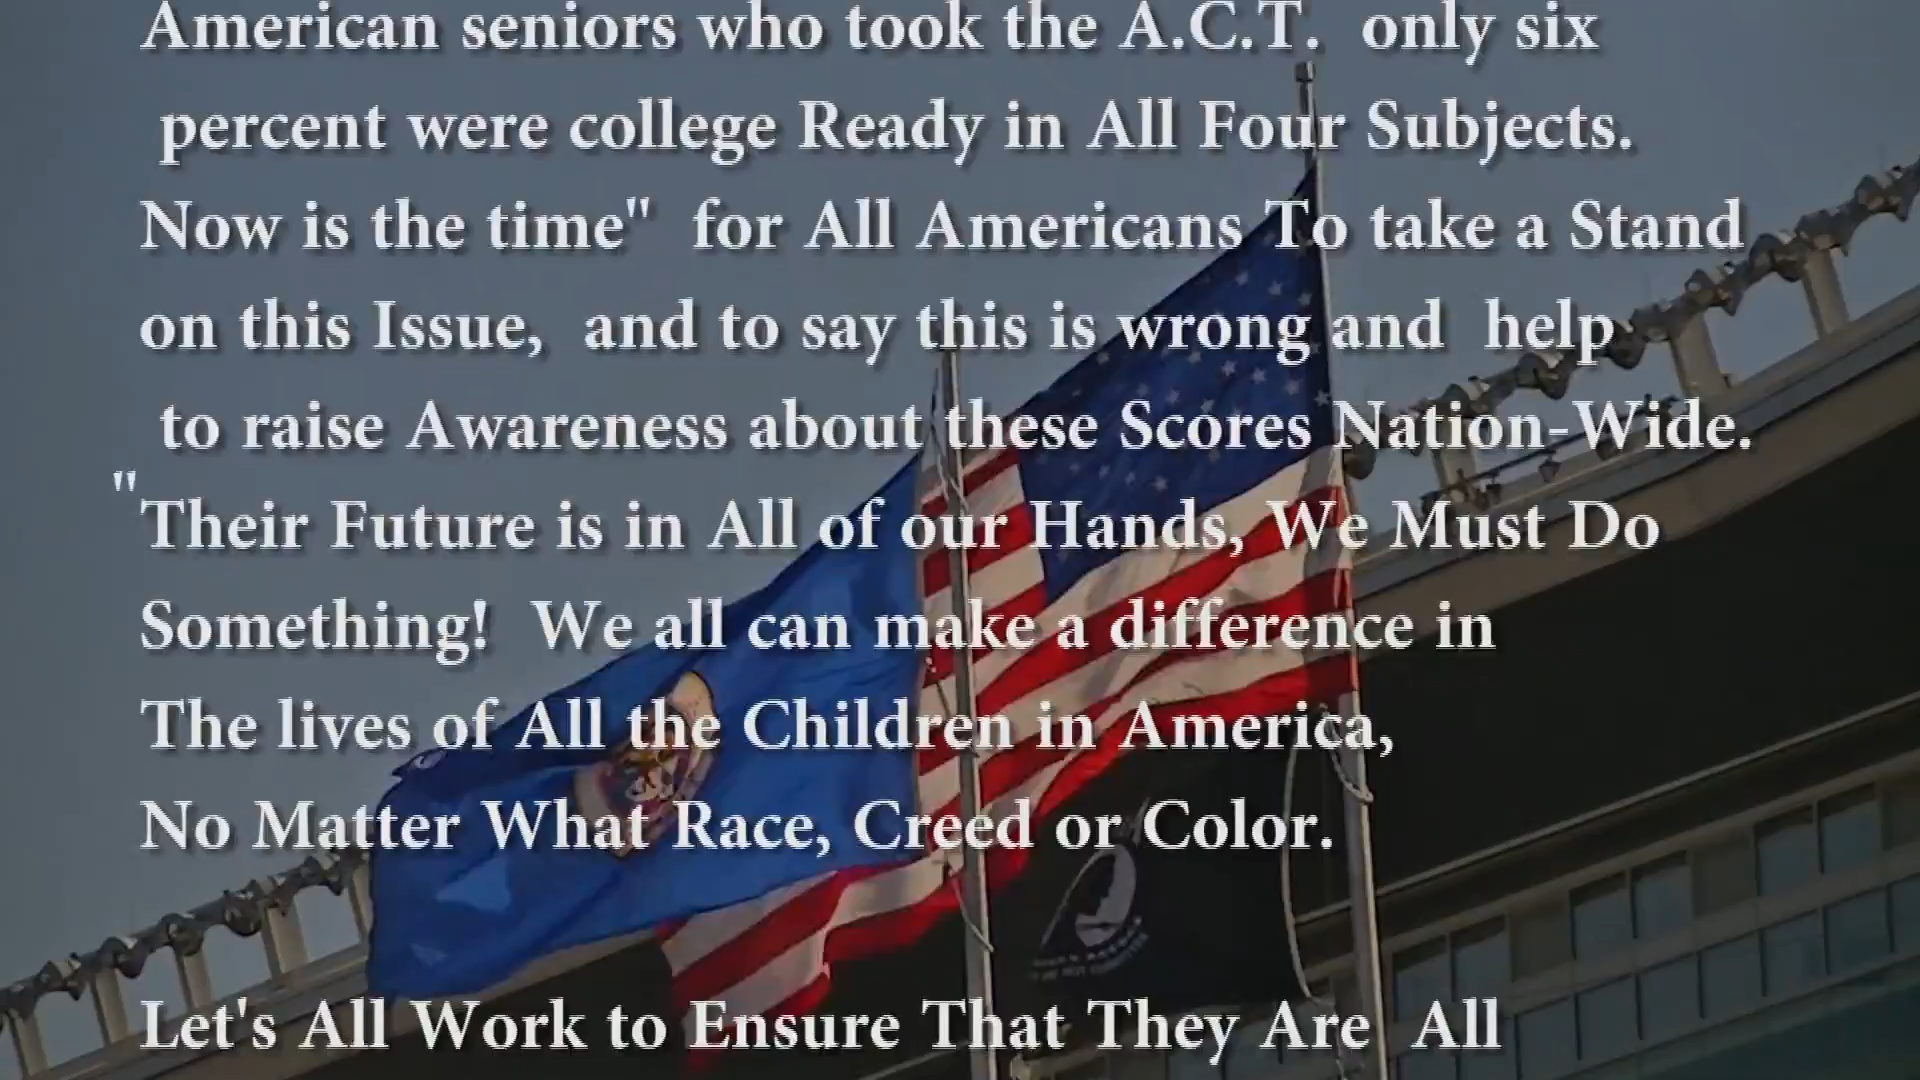 American seniors who took the A.C.T. only six
percent were college Ready in All Four Subjects.
Now is the time" for All Americans To take a Stand
on this Issue, and to say this is wrong and help
to raise Awareness about these Scores Nation-Wide.
"Their Future is in All of our Hands, We Must Do
Something! We all can make a difference in
The lives of All the Children in America,
No Matter What Race, Creed or Color.
Let's All Work to Ensure That They Are All